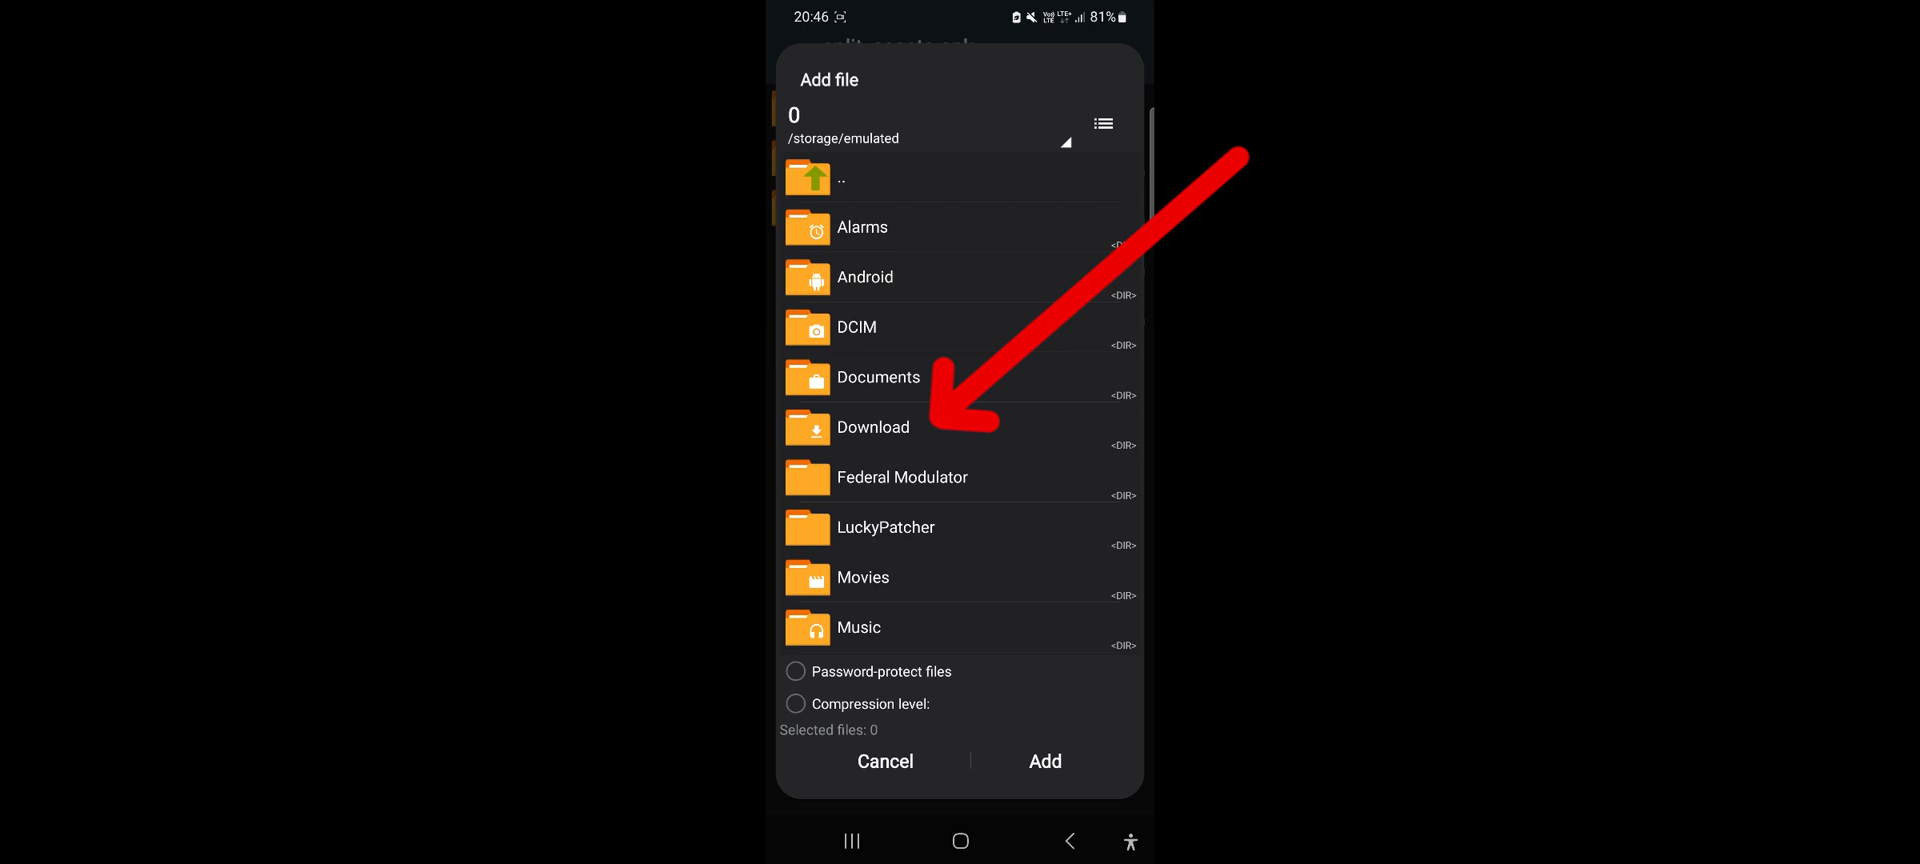 20:46 81%
Add file
0
/storage/emulated
..
Alarms
Android
<DIR>
DCIM
<DIR>
Documents
<DIR>
Download
<DIR>
Federal Modulator
<DIR>
LuckyPatcher
<DIR>
Movies
<DIR>
Music
<DIR>
Password-protect files
Compression level:
Selected files: 0
Cancel Add